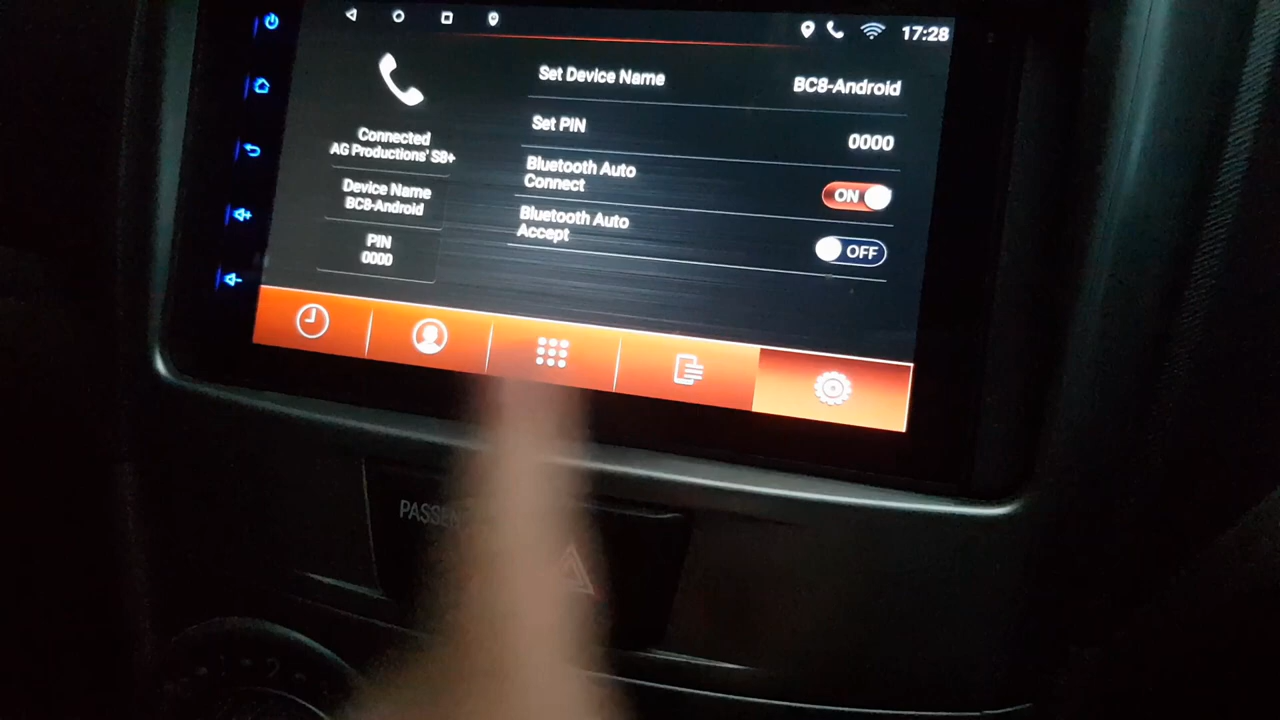 17:28
Connected
AG Productions' S8+
Device Name
BC8-Android
PIN
0000
Set Device Name
BC8-Android
Set PIN
0000
Bluetooth Auto
Connect
ON
Bluetooth Auto
Accept
OFF
2